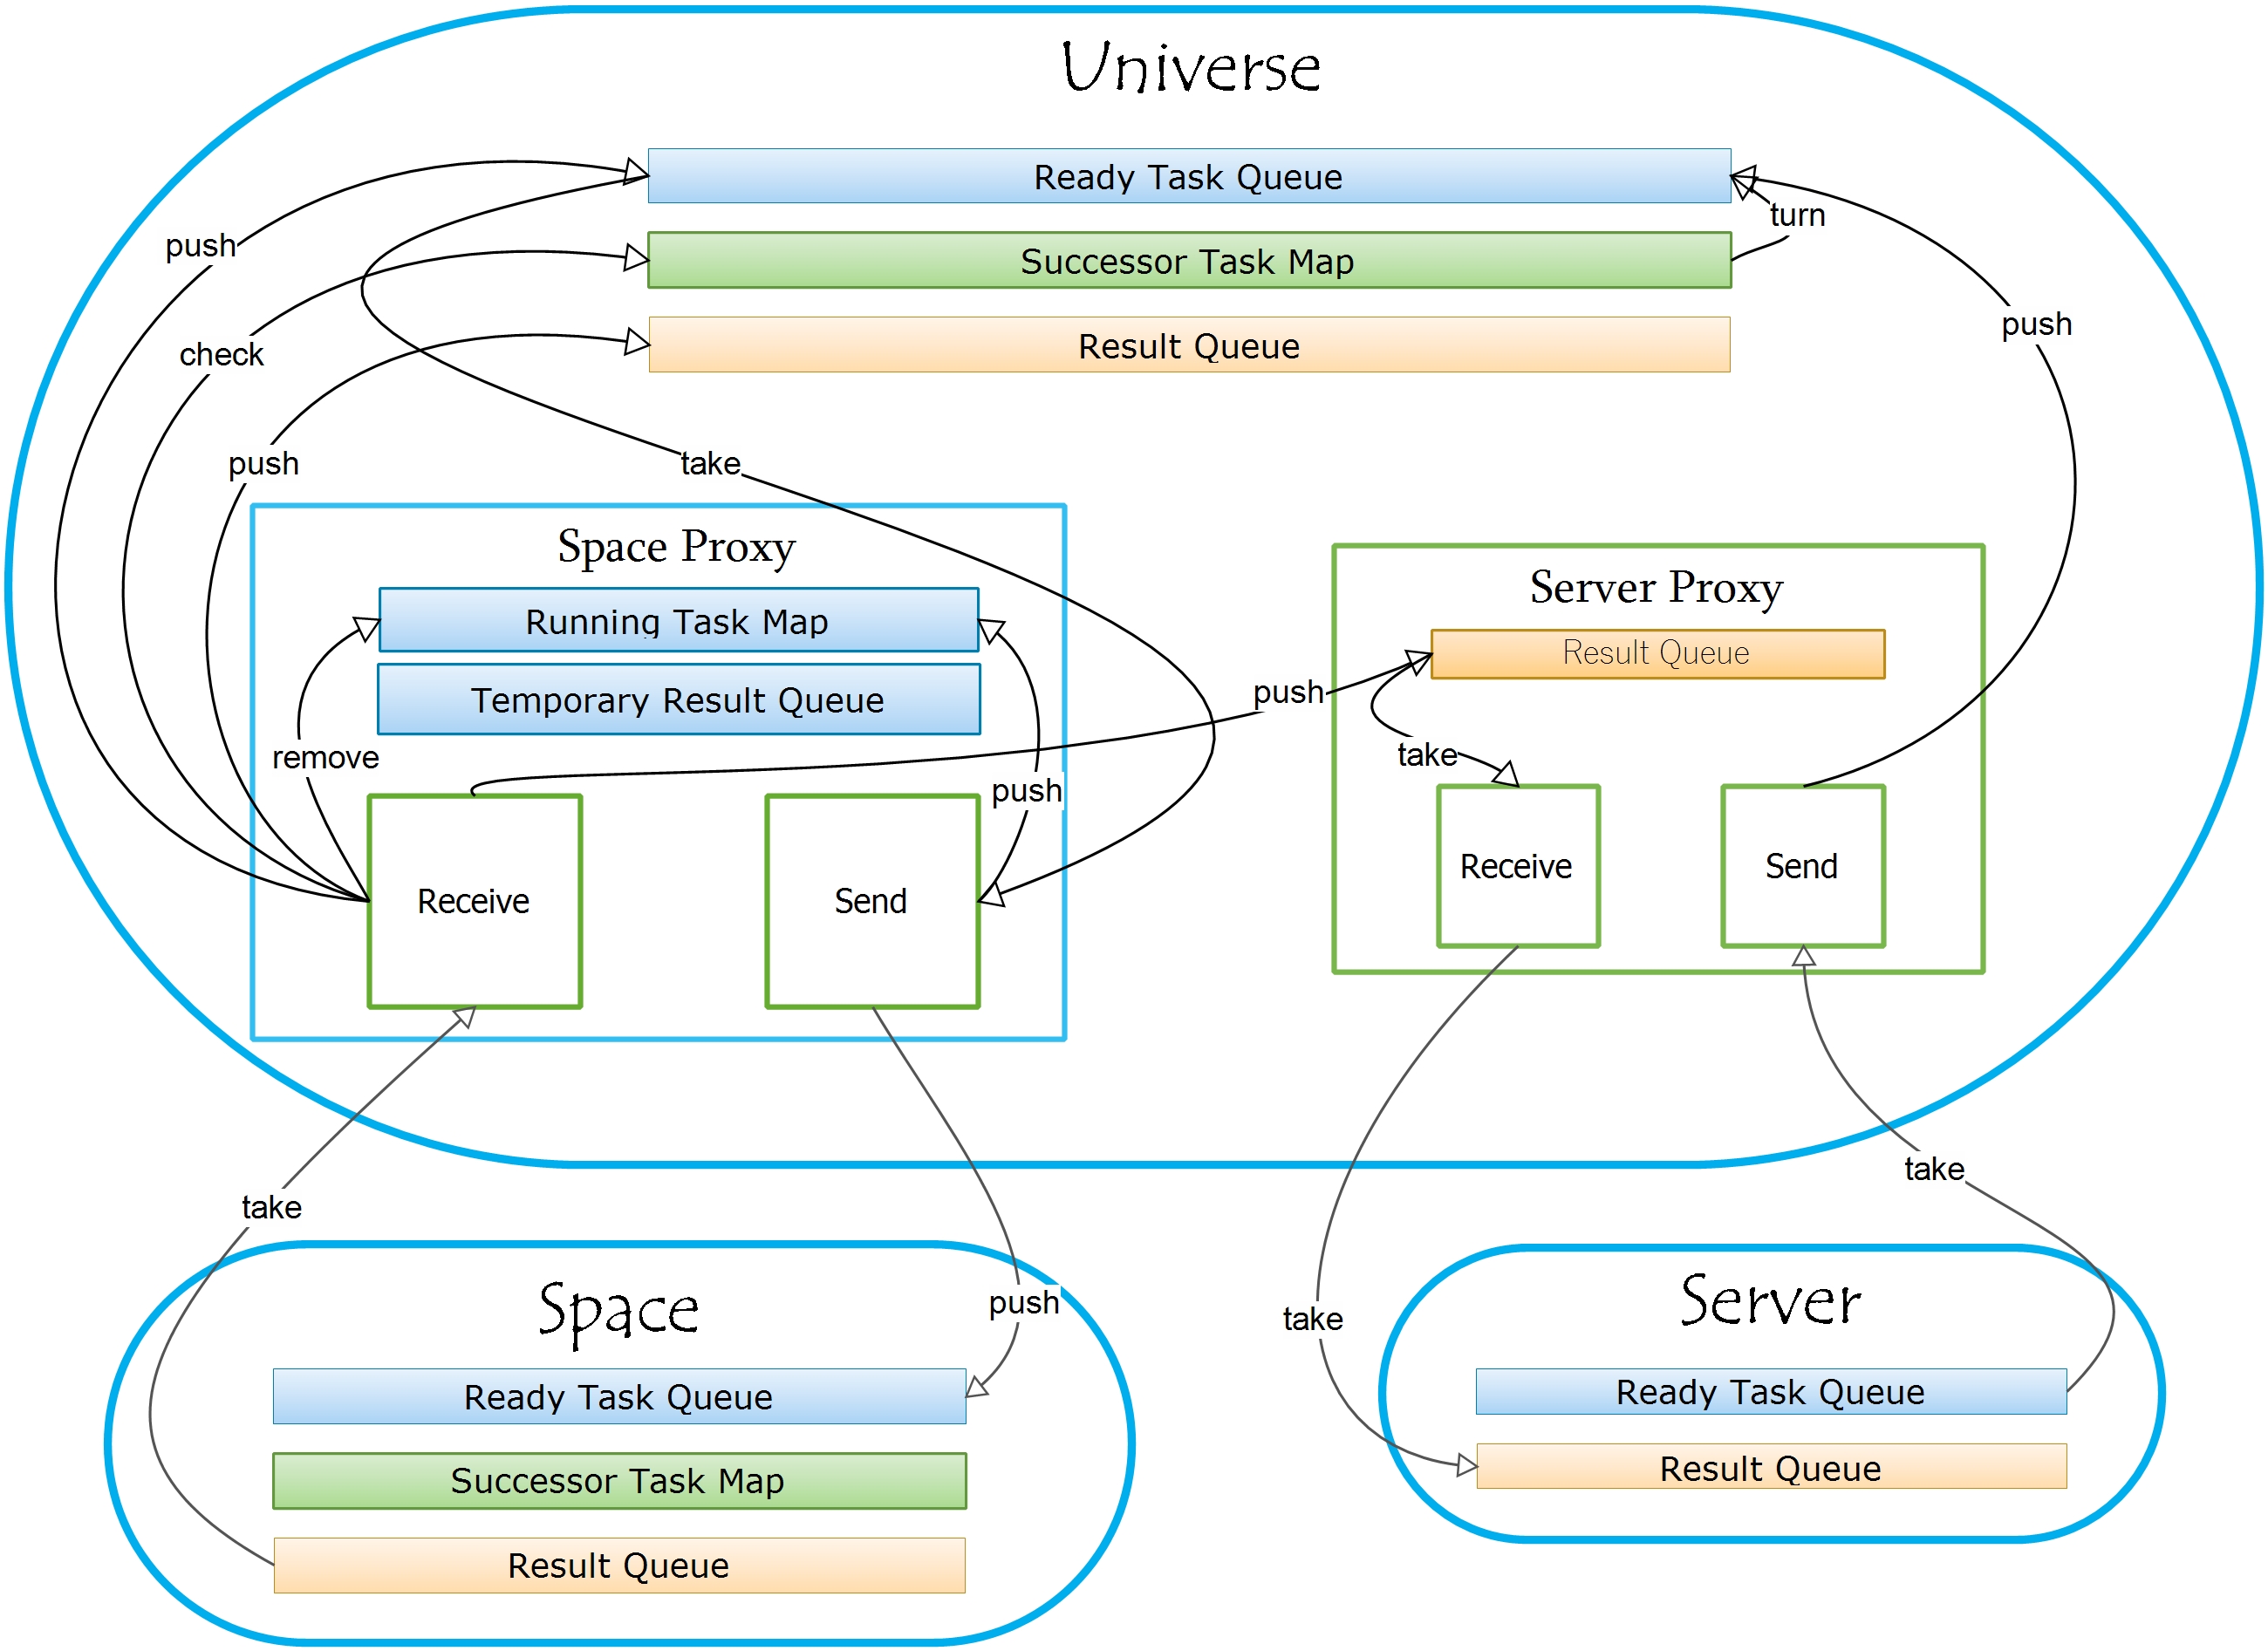 Universe
Ready Task Queue
turn
push
Successor Task Map
push
check
Result Queue
push
take
Space Proxy
Running Task Map
Temporary Result Queue
remove
push
Receive
Send
push
Server Proxy
Result Queue
take
Receive
Send
take
push
take
take
Space
Ready Task Queue
Successor Task Map
Result Queue
Server
Ready Task Queue
Result Queue